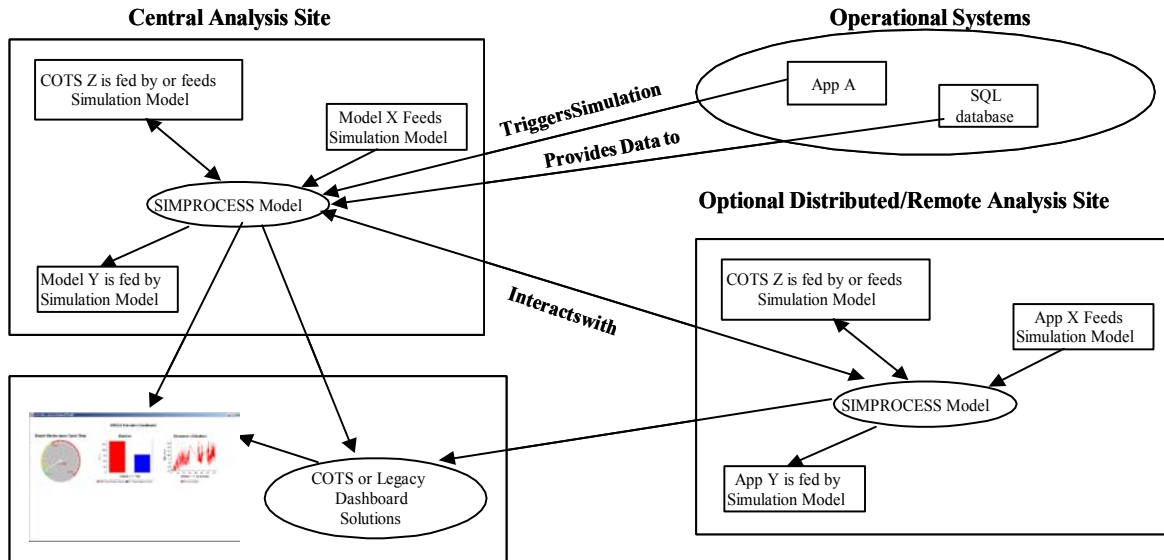 Central Analysis Site
Operational Systems
COTS Z is fed by or feeds
Simulation Model
Model X Feeds
Simulation Model
SIMPROCESS Model
Model Y is fed by
Simulation Model
TriggersSimulation
Provides Data to
App A
SQL
database
Interactswith
Optional Distributed/Remote Analysis Site
COTS Z is fed by or feeds
Simulation Model
App X Feeds
Simulation Model
SIMPROCESS Model
App Y is fed by
Simulation Model
COTS or Legacy
Dashboard
Solutions